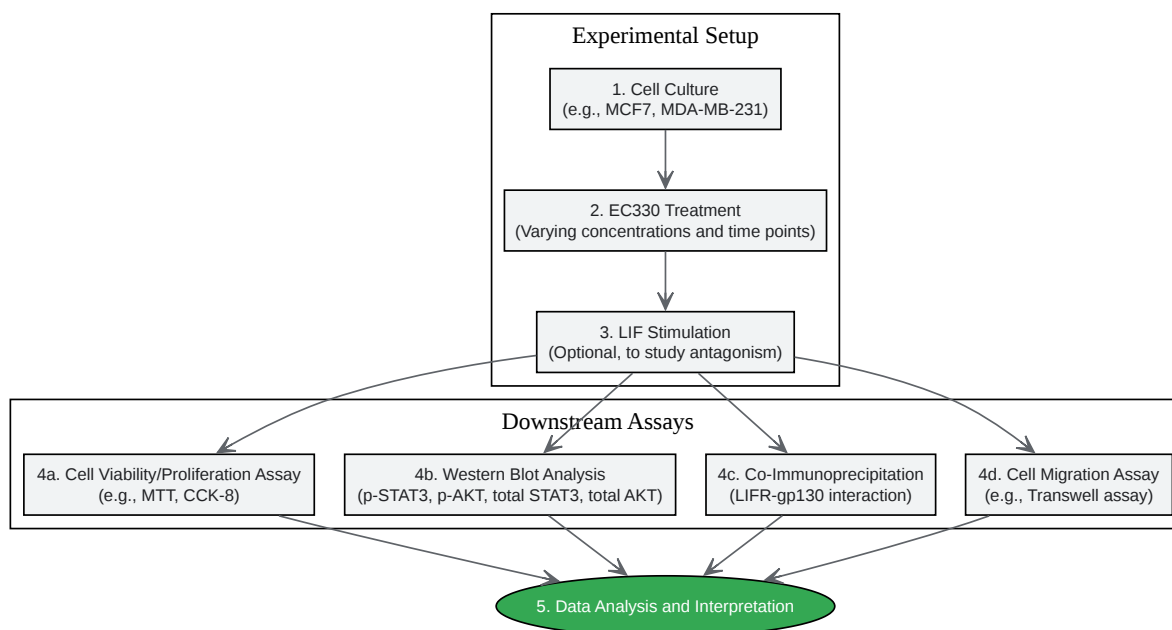 Experimental Setup
1. Cell Culture
(e.g., MCF7, MDA-MB-231)
2. EC330 Treatment
(Varying concentrations and time points)
3. LIF Stimulation
(Optional, to study antagonism)
Downstream Assays
4a. Cell Viability/Proliferation Assay
(e.g., MTT, CCK-8)
4b. Western Blot Analysis
(p-STAT3, p-AKT, total STAT3, total AKT)
4c. Co-Immunoprecipitation
(LIFR-gp130 interaction)
4d. Cell Migration Assay
(e.g., Transwell assay)
5. Data Analysis and Interpretation